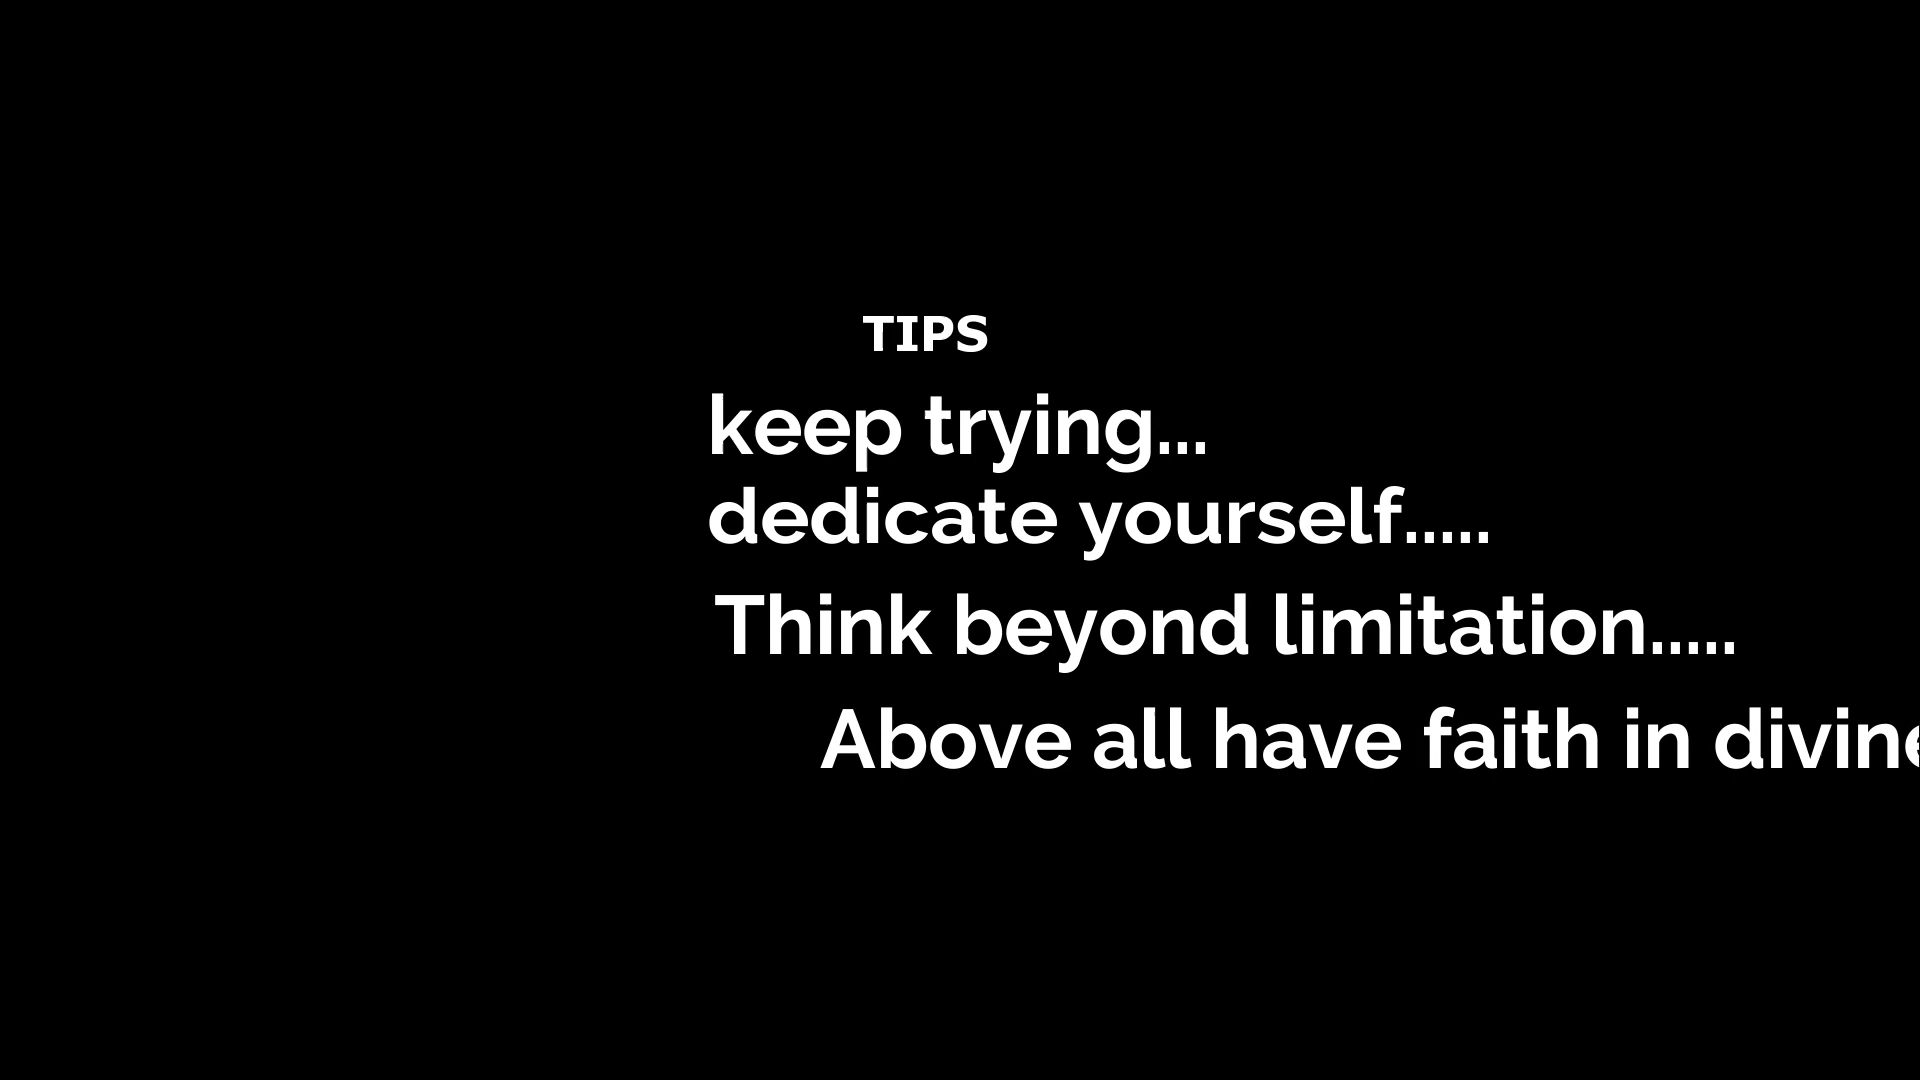 TIPS
keep trying...
dedicate yourself.....
Think beyond limitation.....
Above all have faith in divine